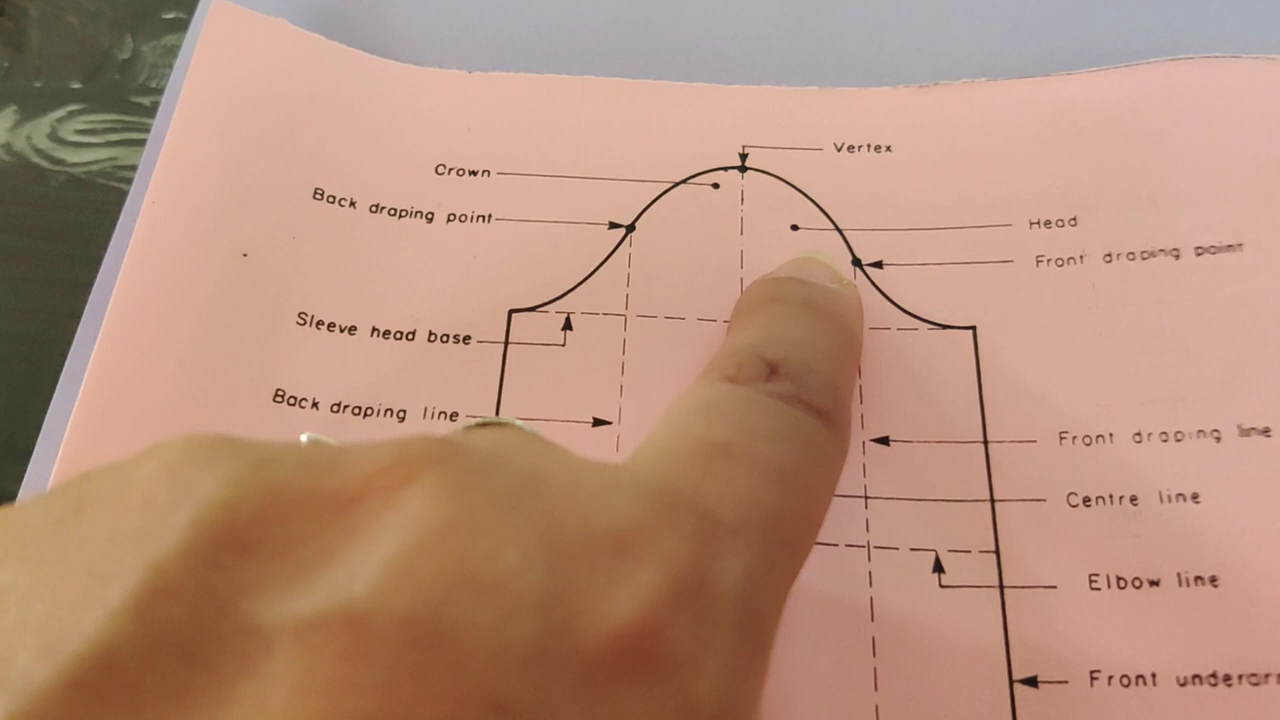 Vertex
Crown
Back draping point
Head
Front draping point
Sleeve head base
Back draping line
Front draping line
Centre line
Elbow line
Front